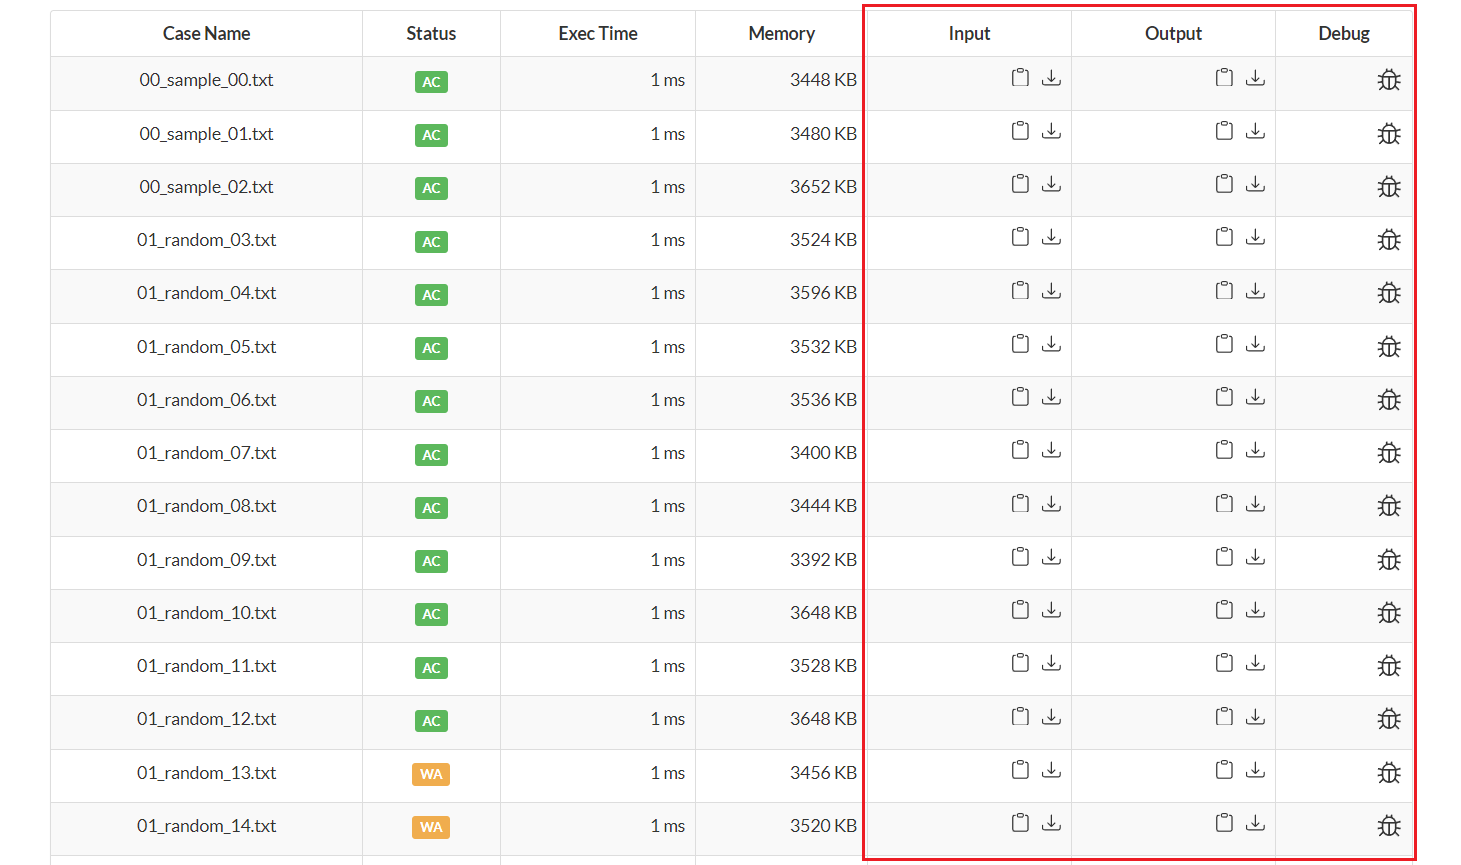 Case Name Status Exec Time Memory Input Output Debug
00_sample_00.txt AC 1 ms 3448 KB
00_sample_01.txt AC 1 ms 3480 KB
00_sample_02.txt AC 1 ms 3652 KB
01_random_03.txt AC 1 ms 3524 KB
01_random_04.txt AC 1 ms 3596 KB
01_random_05.txt AC 1 ms 3532 KB
01_random_06.txt AC 1 ms 3536 KB
01_random_07.txt AC 1 ms 3400 KB
01_random_08.txt AC 1 ms 3444 KB
01_random_09.txt AC 1 ms 3392 KB
01_random_10.txt AC 1 ms 3648 KB
01_random_11.txt AC 1 ms 3528 KB
01_random_12.txt AC 1 ms 3648 KB
01_random_13.txt WA 1 ms 3456 KB
01_random_14.txt WA 1 ms 3520 KB